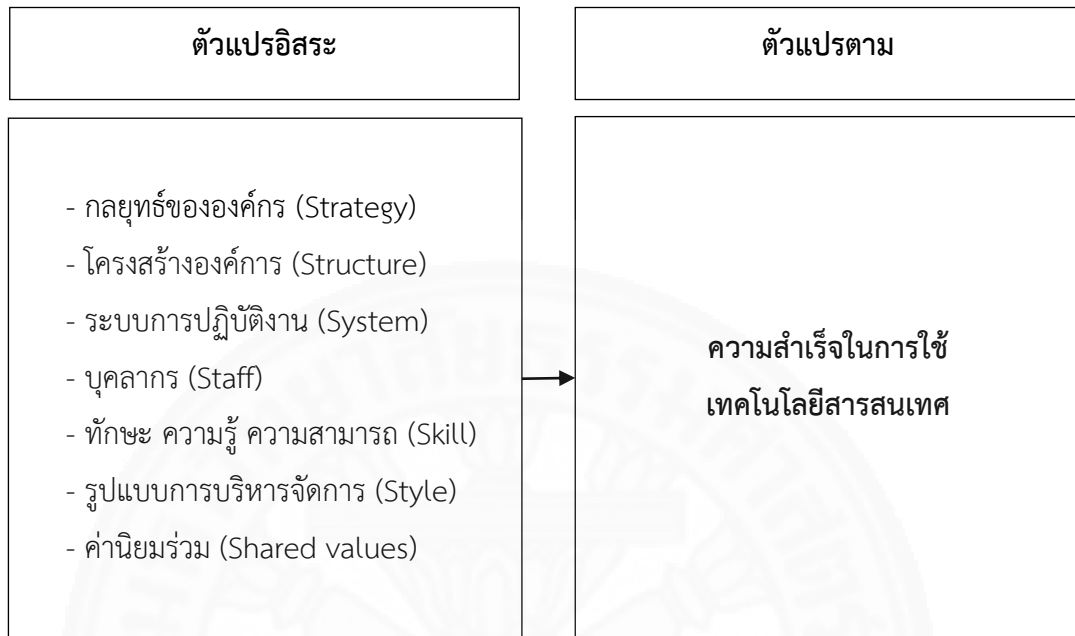 ตัวแปรอิสระ
ตัวแปรตาม
- กลยุทธ์ขององค์กร (Strategy)
- โครงสร้างองค์การ (Structure)
- ระบบการปฏิบัติงาน (System)
- บุคลากร (Staff)
- ทักษะ ความรู้ ความสามารถ (Skill)
- รูปแบบการบริหารจัดการ (Style)
- ค่านิยมร่วม (Shared values)
ความสำเร็จในการใช้
เทคโนโลยีสารสนเทศ